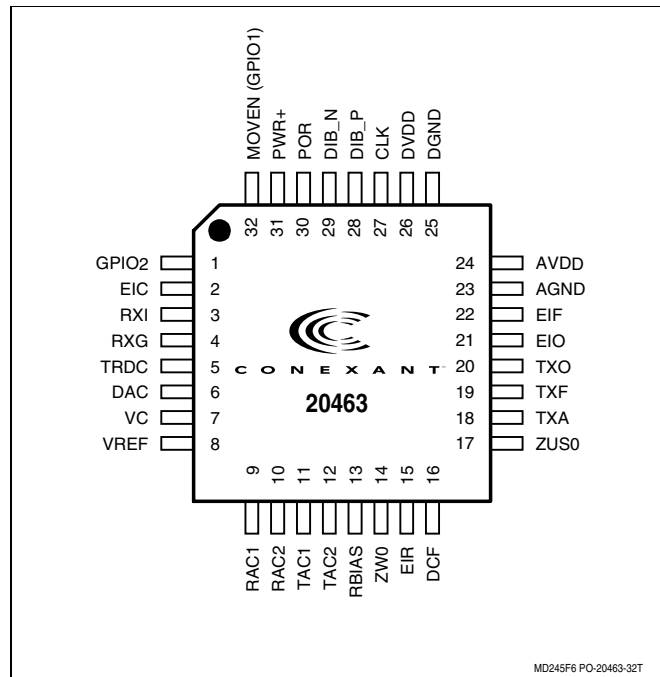 MOVEN (GPIO1)
PWR+
POR
DIB_N
DIB_P
CLK
DVDD
DGND
32
31
30
29
28
27
26
25
GPIO2 1
EIC 2
RXI 3
RXG 4
TRDC 5
DAC 6
VC 7
VREF 8
24 AVDD
23 AGND
22 EIF
21 EIO
20 TXO
19 TXF
18 TXA
17 ZUS0
CONEXANT
20463
9
10
11
12
13
14
15
16
RAC1
RAC2
TAC1
TAC2
RBIAS
ZW0
EIR
DCF
MD245F6 PO-20463-32T